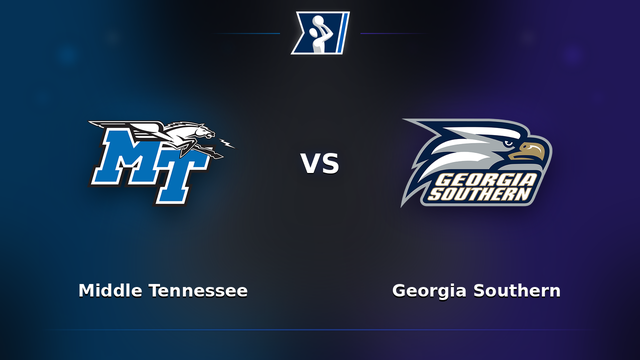 MT
VS
GEORGIA
SOUTHERN
Middle Tennessee
Georgia Southern